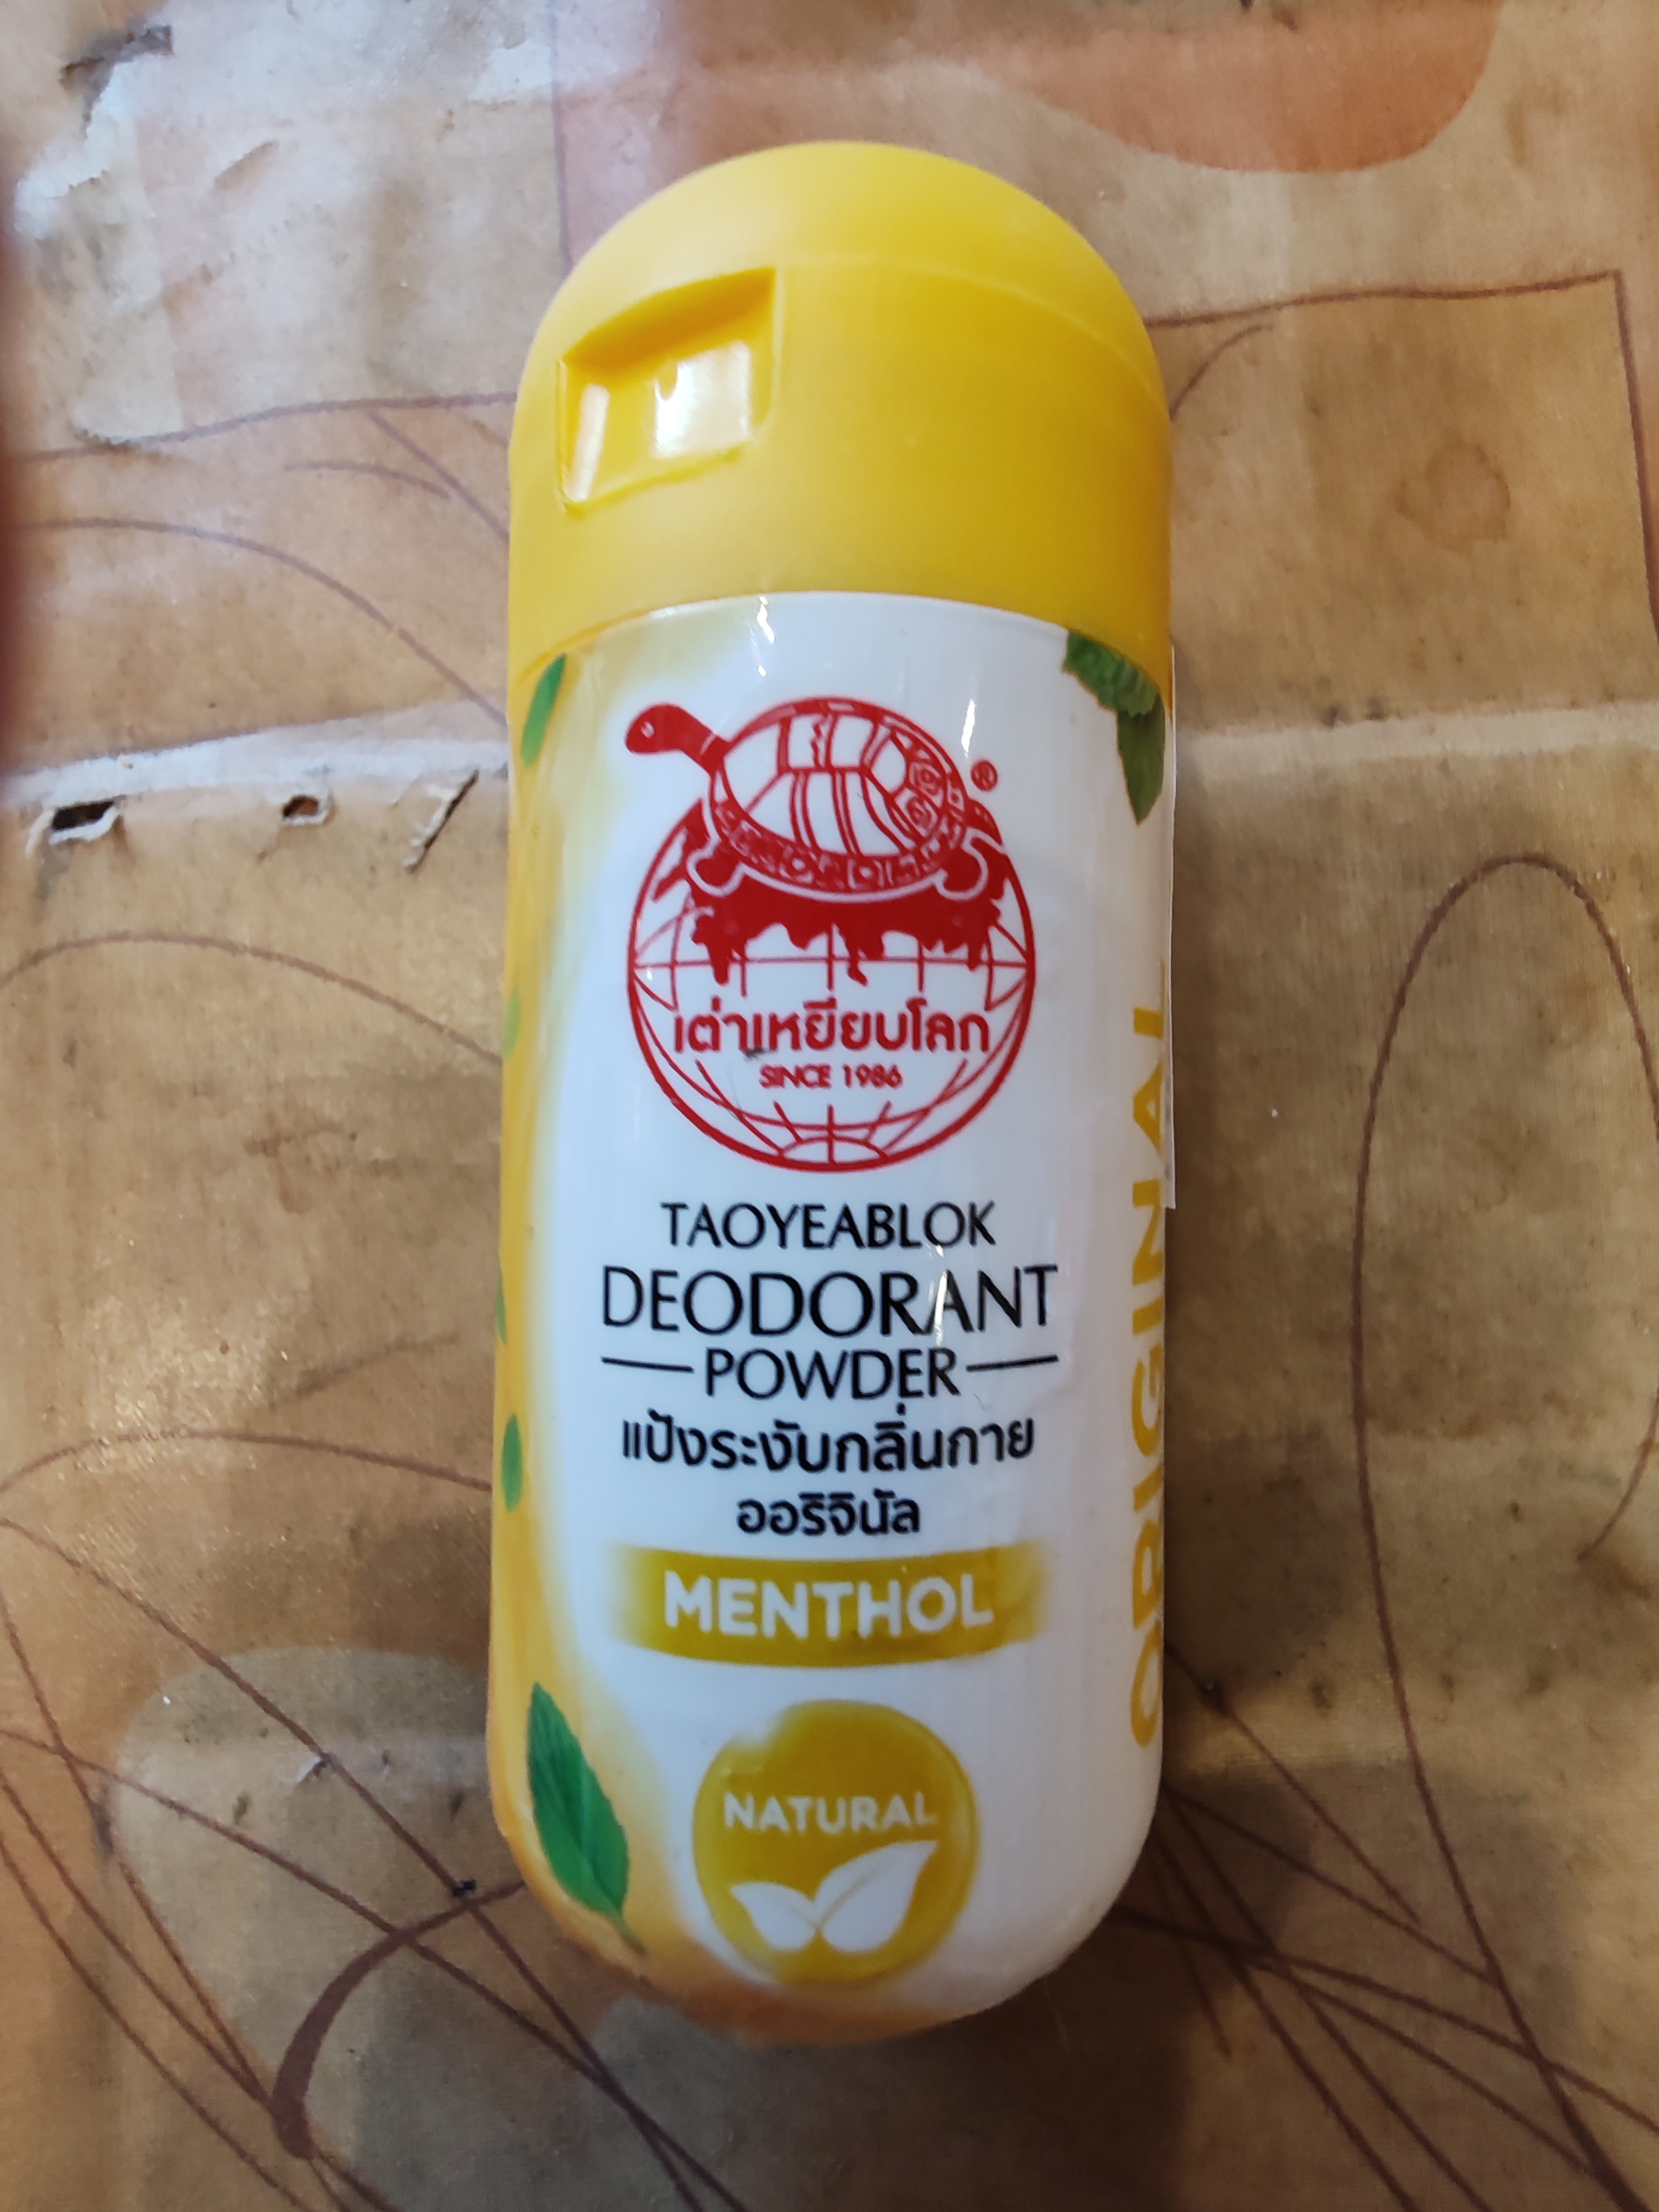 ®
เต่าเหยียบโลก
SINCE 1986
TAOYEABLOK
DEODORANT
POWDER
แป้งระงับกลิ่นกาย
ออริจินัล
MENTHOL
NATURAL
ORIGINAL